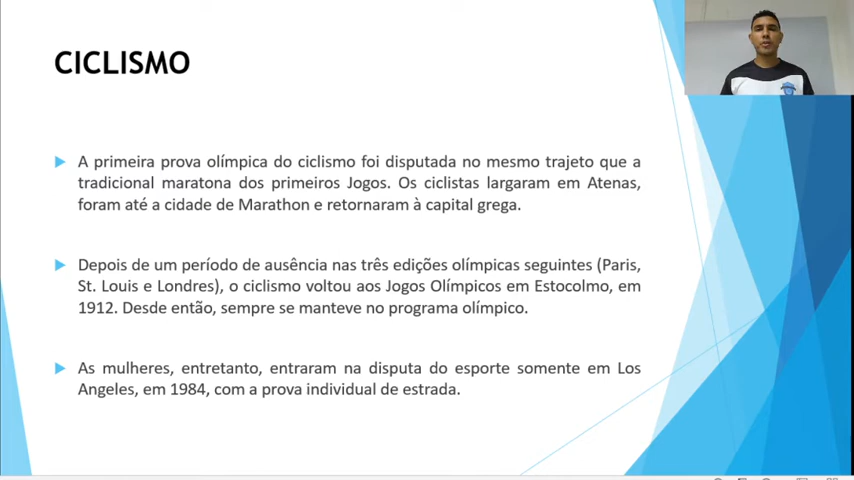 CICLISMO
A primeira prova olímpica do ciclismo foi disputada no mesmo trajeto que a
tradicional maratona dos primeiros Jogos. Os ciclistas largaram em Atenas,
foram até a cidade de Marathon e retornaram à capital grega.
Depois de um período de ausência nas três edições olímpicas seguintes (Paris,
St. Louis e Londres), o ciclismo voltou aos Jogos Olímpicos em Estocolmo, em
1912. Desde então, sempre se manteve no programa olímpico.
As mulheres, entretanto, entraram na disputa do esporte somente em Los
Angeles, em 1984, com a prova individual de estrada.